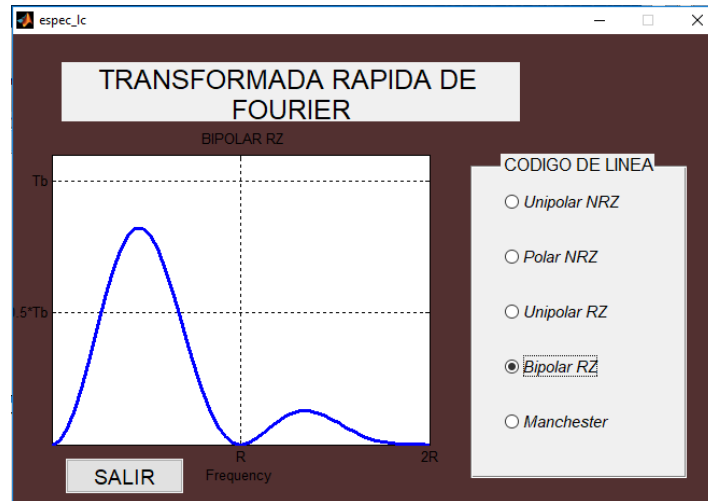 espec_lc
TRANSFORMADA RAPIDA DE
FOURIER
BIPOLAR RZ
Tb
.5*Tb
R
2R
Frequency
SALIR
CODIGO DE LINEA
Unipolar NRZ
Polar NRZ
Unipolar RZ
Bipolar RZ
Manchester